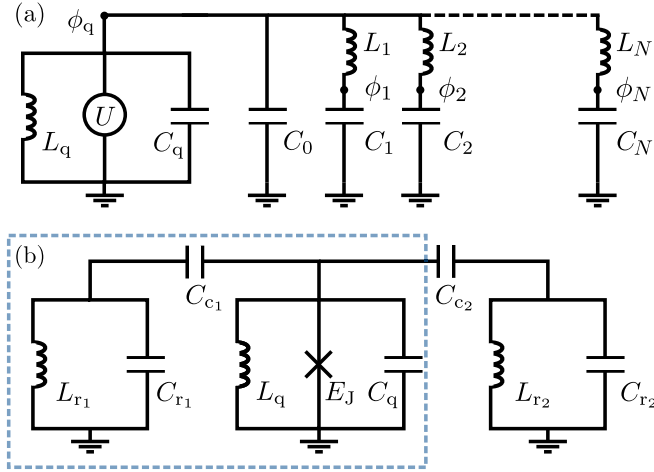 (a)
ϕq
L1 L2 LN
ϕ1 ϕ2 ϕN
U
Lq Cq C0 C1 C2 CN
(b)
Cc1 Cc2
Lr1 Cr1 Lq EJ Cq Lr2 Cr2